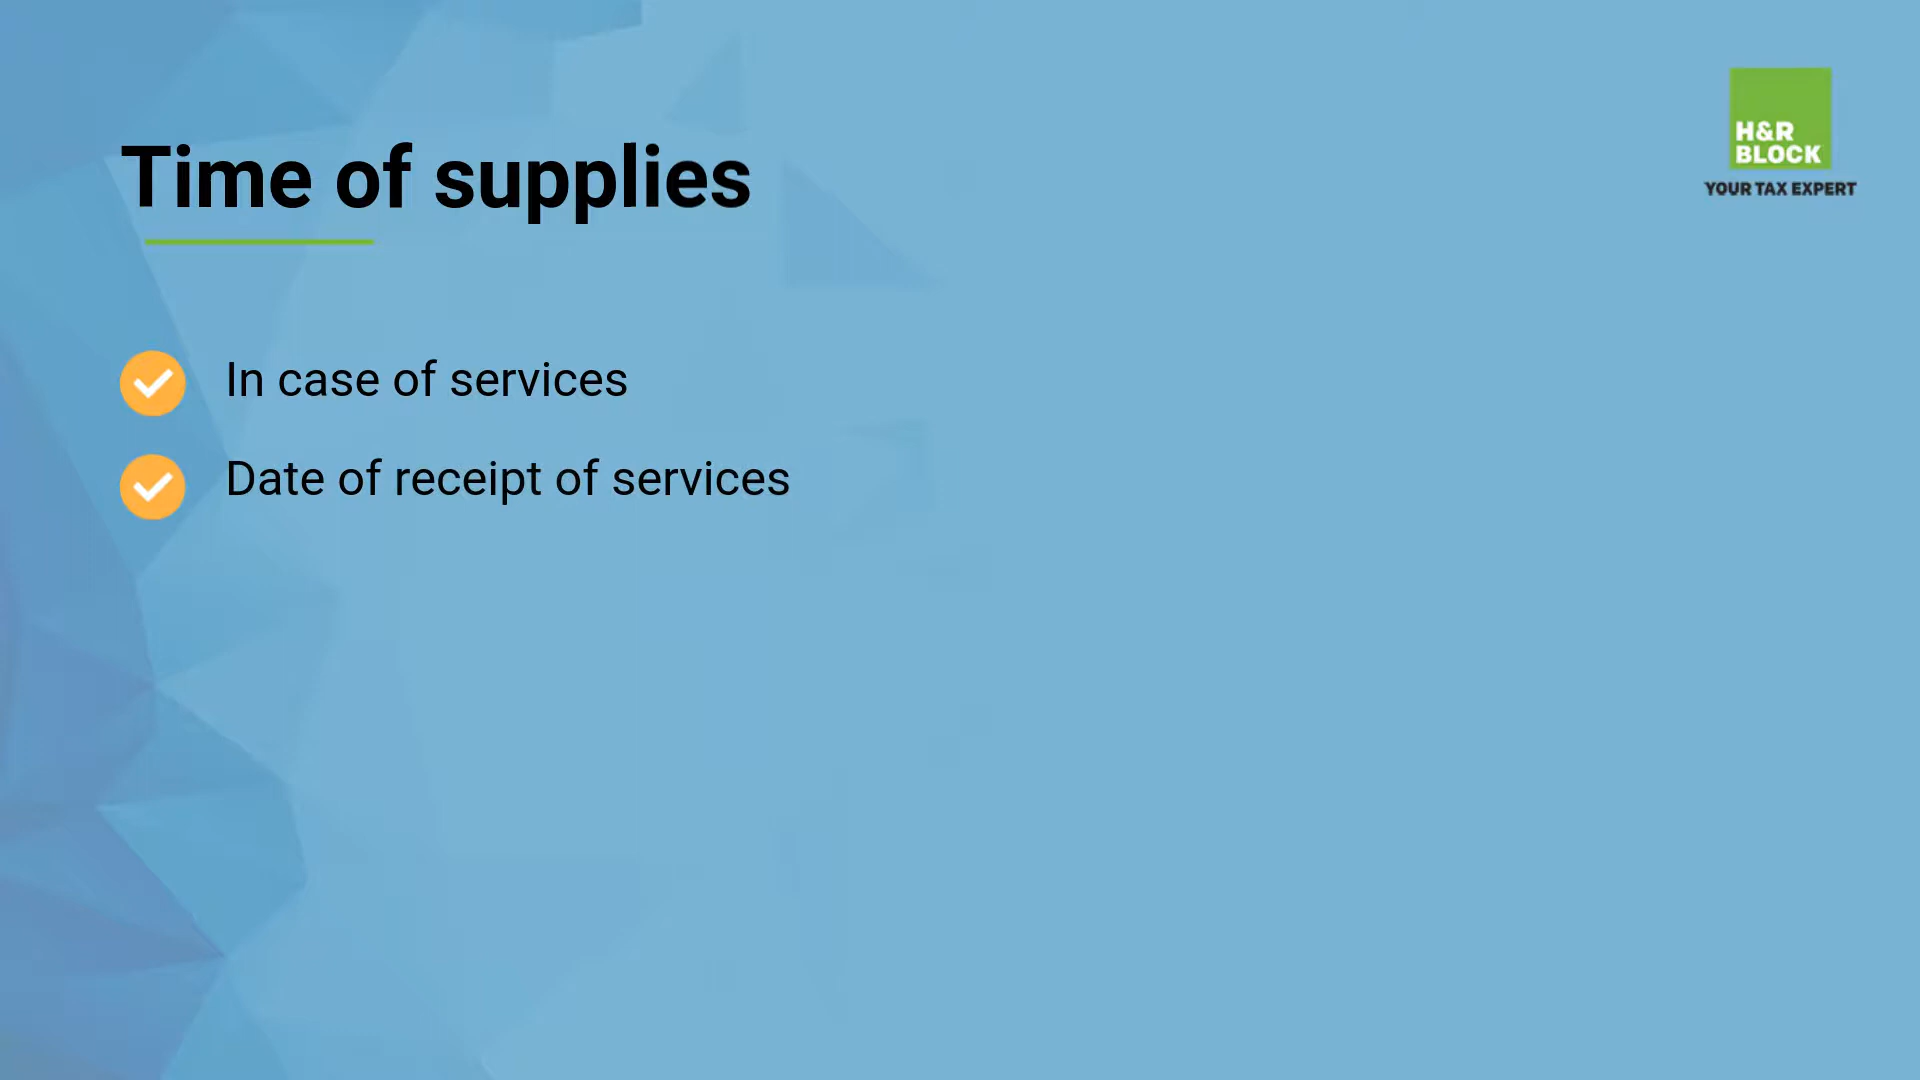 Time of supplies
H&R
BLOCK
YOUR TAX EXPERT
In case of services
Date of receipt of services